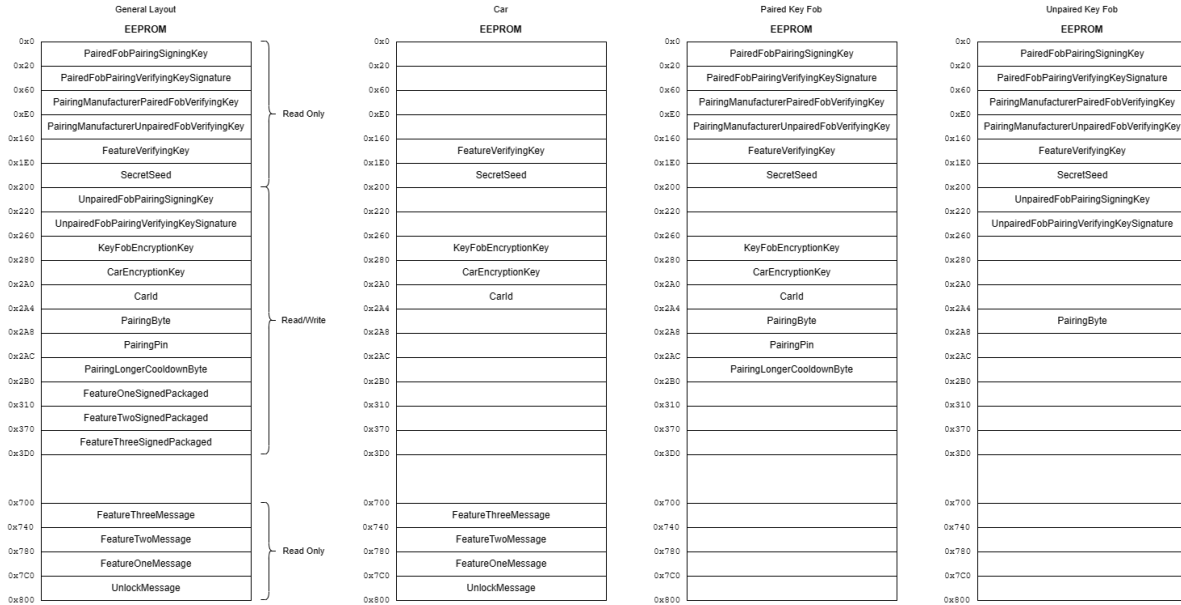 General Layout
EEPROM
0x0
PairedFobPairingSigningKey
0x20
PairedFobPairingVerifyingKeySignature
0x60
PairingManufacturerPairedFobVerifyingKey
0xE0
PairingManufacturerUnpairedFobVerifyingKey
0x160
FeatureVerifyingKey
0x1E0
SecretSeed
0x200
UnpairedFobPairingSigningKey
0x220
UnpairedFobPairingVerifyingKeySignature
0x260
KeyFobEncryptionKey
0x280
CarEncryptionKey
0x2A0
CarId
0x2A4
PairingByte
0x2A8
PairingPin
0x2AC
PairingLongerCooldownByte
0x2B0
FeatureOneSignedPackaged
0x310
FeatureTwoSignedPackaged
0x370
FeatureThreeSignedPackaged
0x3D0
0x700
FeatureThreeMessage
0x740
FeatureTwoMessage
0x780
FeatureOneMessage
0x7C0
UnlockMessage
0x800
Read Only
Read/Write
Read Only
Car
EEPROM
0x0
0x20
0x60
0xE0
0x160
FeatureVerifyingKey
0x1E0
SecretSeed
0x200
0x220
0x260
KeyFobEncryptionKey
0x280
CarEncryptionKey
0x2A0
CarId
0x2A4
0x2A8
0x2AC
0x2B0
0x310
0x370
0x3D0
0x700
FeatureThreeMessage
0x740
FeatureTwoMessage
0x780
FeatureOneMessage
0x7C0
UnlockMessage
0x800
Paired Key Fob
EEPROM
0x0
PairedFobPairingSigningKey
0x20
PairedFobPairingVerifyingKeySignature
0x60
PairingManufacturerPairedFobVerifyingKey
0xE0
PairingManufacturerUnpairedFobVerifyingKey
0x160
FeatureVerifyingKey
0x1E0
SecretSeed
0x200
0x220
0x260
KeyFobEncryptionKey
0x280
CarEncryptionKey
0x2A0
CarId
0x2A4
PairingByte
0x2A8
PairingPin
0x2AC
PairingLongerCooldownByte
0x2B0
0x310
0x370
0x3D0
0x700
0x740
0x780
0x7C0
0x800
Unpaired Key Fob
EEPROM
0x0
PairedFobPairingSigningKey
0x20
PairedFobPairingVerifyingKeySignature
0x60
PairingManufacturerPairedFobVerifyingKey
0xE0
PairingManufacturerUnpairedFobVerifyingKey
0x160
FeatureVerifyingKey
0x1E0
SecretSeed
0x200
UnpairedFobPairingSigningKey
0x220
UnpairedFobPairingVerifyingKeySignature
0x260
0x280
0x2A0
0x2A4
PairingByte
0x2A8
0x2AC
0x2B0
0x310
0x370
0x3D0
0x700
0x740
0x780
0x7C0
0x800